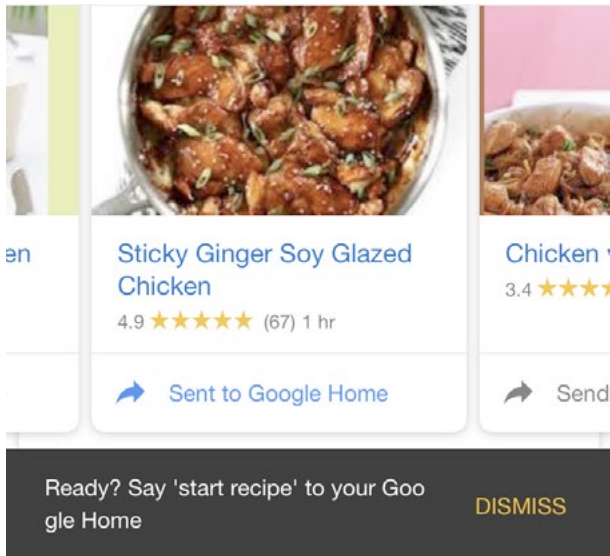 en
Sticky Ginger Soy Glazed
Chicken
4.9 ★★★★★ (67) 1 hr
Sent to Google Home
Chicken
3.4 ★★★★
Send
Ready? Say 'start recipe' to your Goo
gle Home
DISMISS